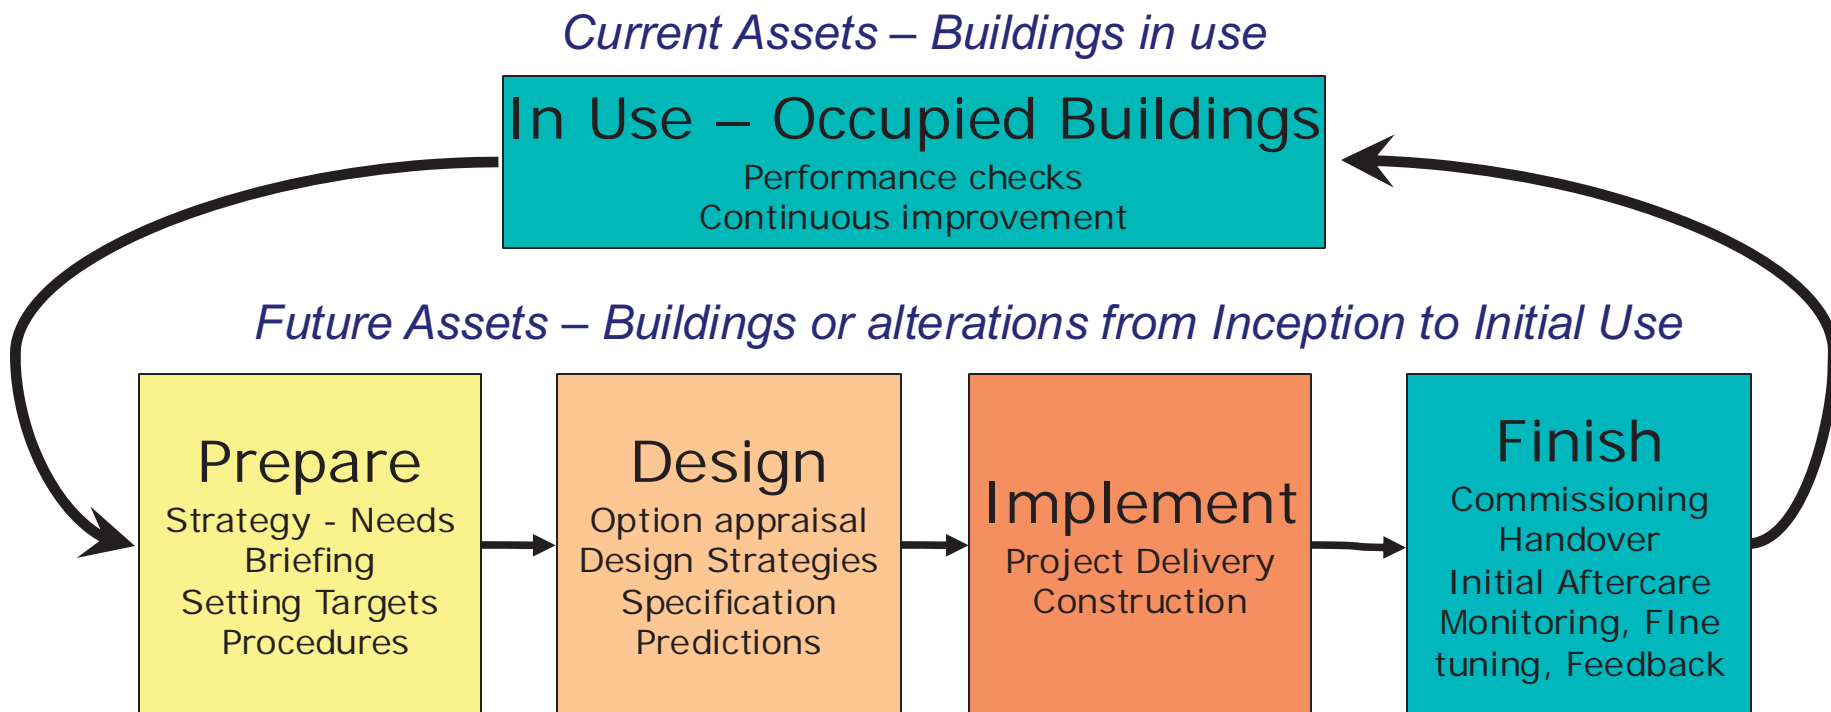 Current Assets – Buildings in use
In Use – Occupied Buildings
Performance checks
Continuous improvement
Future Assets – Buildings or alterations from Inception to Initial Use
Prepare
Strategy - Needs
Briefing
Setting Targets
Procedures
Design
Option appraisal
Design Strategies
Specification
Predictions
Implement
Project Delivery
Construction
Finish
Commissioning
Handover
Initial Aftercare
Monitoring, FIne
tuning, Feedback